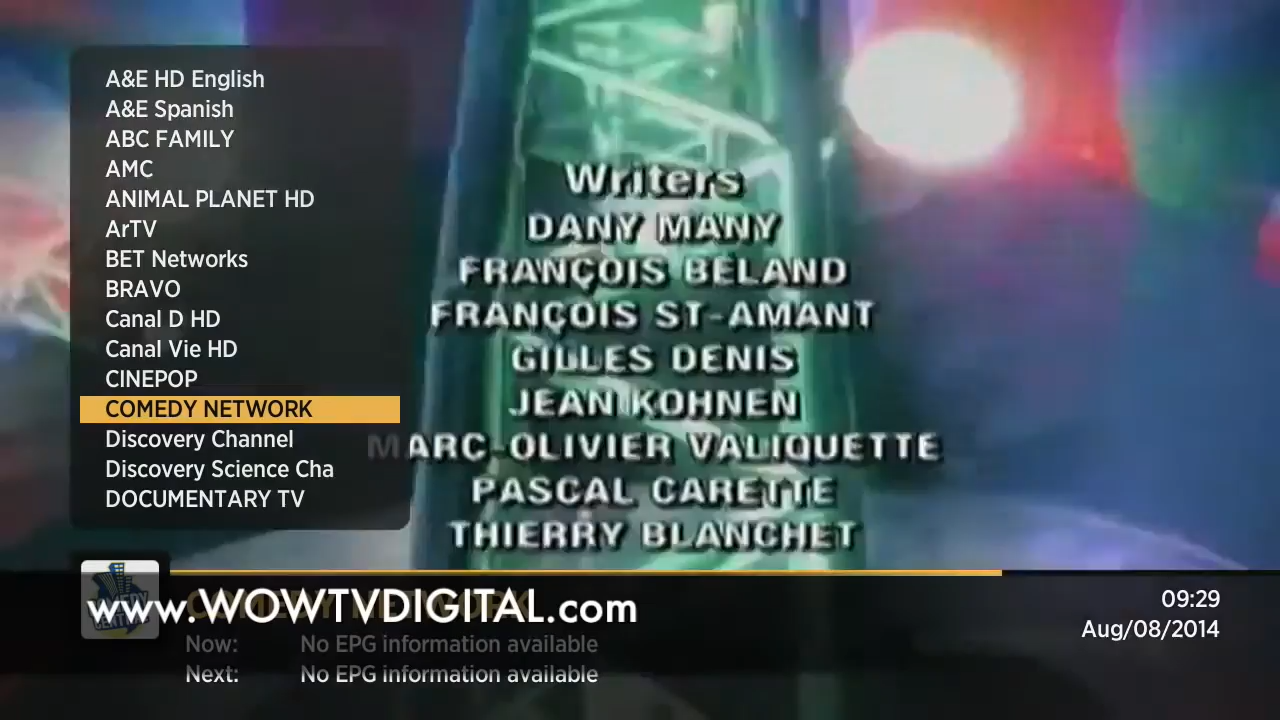 A&E HD English
A&E Spanish
ABC FAMILY
AMC
ANIMAL PLANET HD
ArTV
BET Networks
BRAVO
Canal D HD
Canal Vie HD
CINEPOP
COMEDY NETWORK
Discovery Channel
Discovery Science Cha
DOCUMENTARY TV
Writers
DANY MANY
FRANÇOIS BÉLAND
FRANÇOIS ST-AMANT
GILLES DENIS
JEAN KOHNEN
MARC-OLIVIER VALIQUETTE
PASCAL CARETTE
THIERRY BLANCHET
www.WOWTVDIGITAL.com
Now: No EPG information available
Next: No EPG information available
09:29
Aug/08/2014